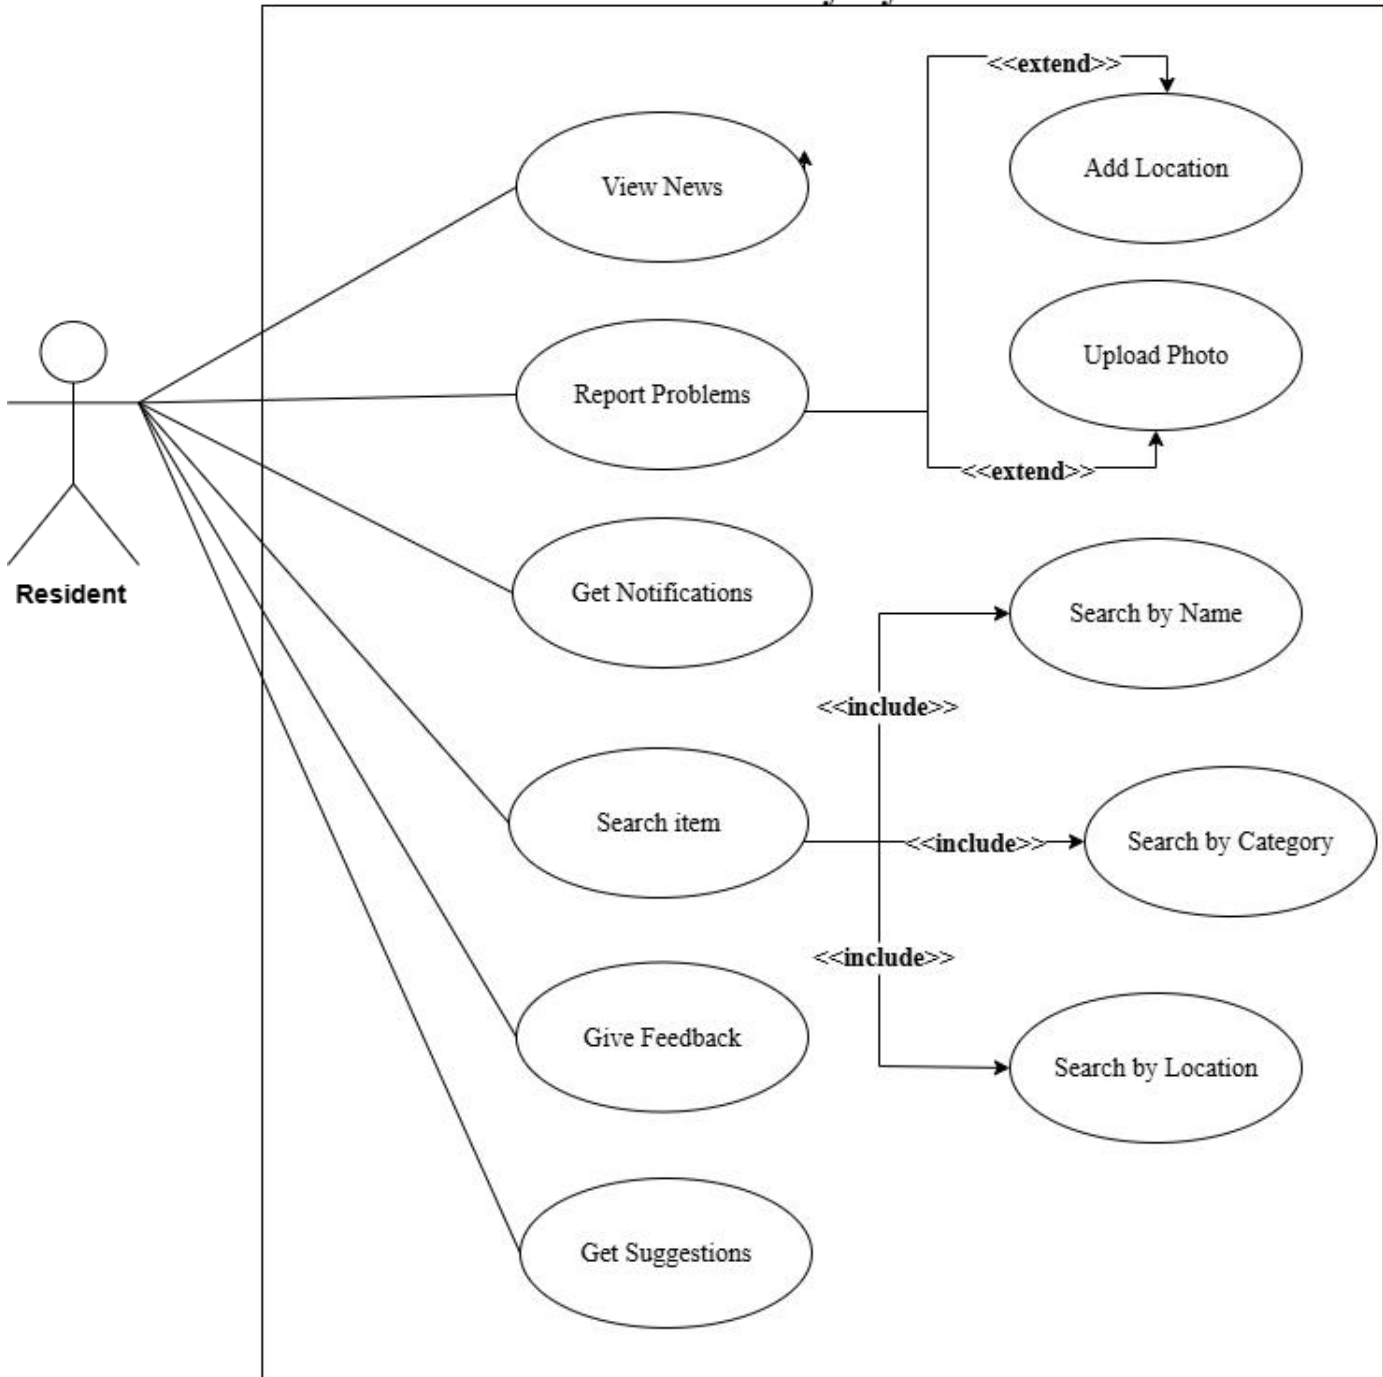 <<extend>>
Add Location
View News
Upload Photo
Report Problems
<<extend>>
Resident
Get Notifications
Search by Name
<<include>>
Search item
<<include>>
Search by Category
<<include>>
Give Feedback
Search by Location
Get Suggestions